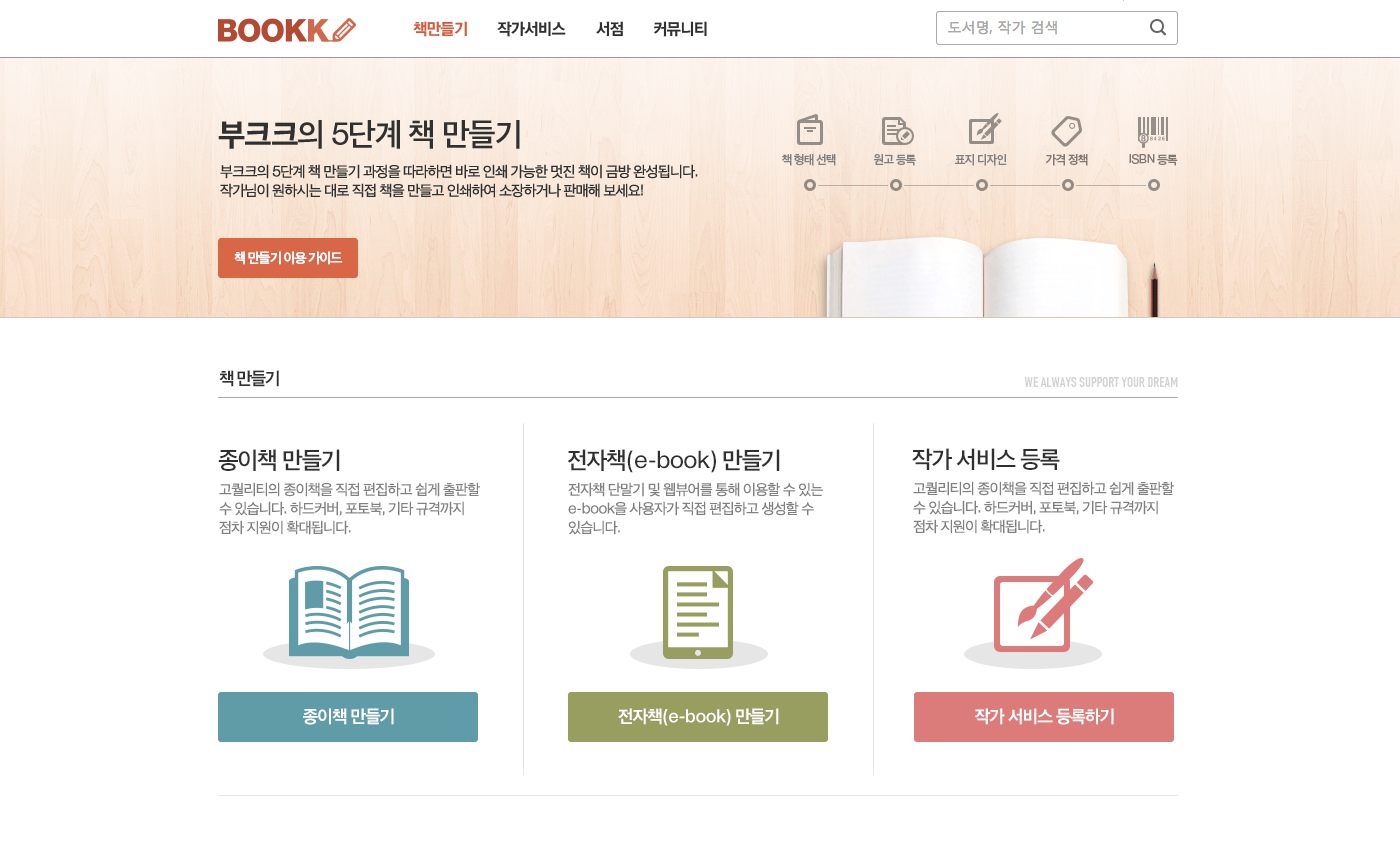 BOOKK
책만들기 작가서비스 서점 커뮤니티
도서명, 작가 검색
부크크의 5단계 책 만들기
부크크의 5단계 책 만들기 과정을 따라하면 바로 인쇄 가능한 멋진 책이 금방 완성됩니다.
작가님이 원하시는 대로 직접 책을 만들고 인쇄하여 소장하거나 판매해 보세요!
책 만들기 이용 가이드
책 형태 선택 원고 등록 표지 디자인 가격 정책 ISBN 등록
책 만들기
WE ALWAYS SUPPORT YOUR DREAM
종이책 만들기
고퀄리티의 종이책을 직접 편집하고 쉽게 출판할
수 있습니다. 하드커버, 포토북, 기타 규격까지
점차 지원이 확대됩니다.
종이책 만들기
전자책(e-book) 만들기
전자책 단말기 및 웹뷰어를 통해 이용할 수 있는
e-book을 사용자가 직접 편집하고 생성할 수
있습니다.
전자책(e-book) 만들기
작가 서비스 등록
고퀄리티의 종이책을 직접 편집하고 쉽게 출판할
수 있습니다. 하드커버, 포토북, 기타 규격까지
점차 지원이 확대됩니다.
작가 서비스 등록하기